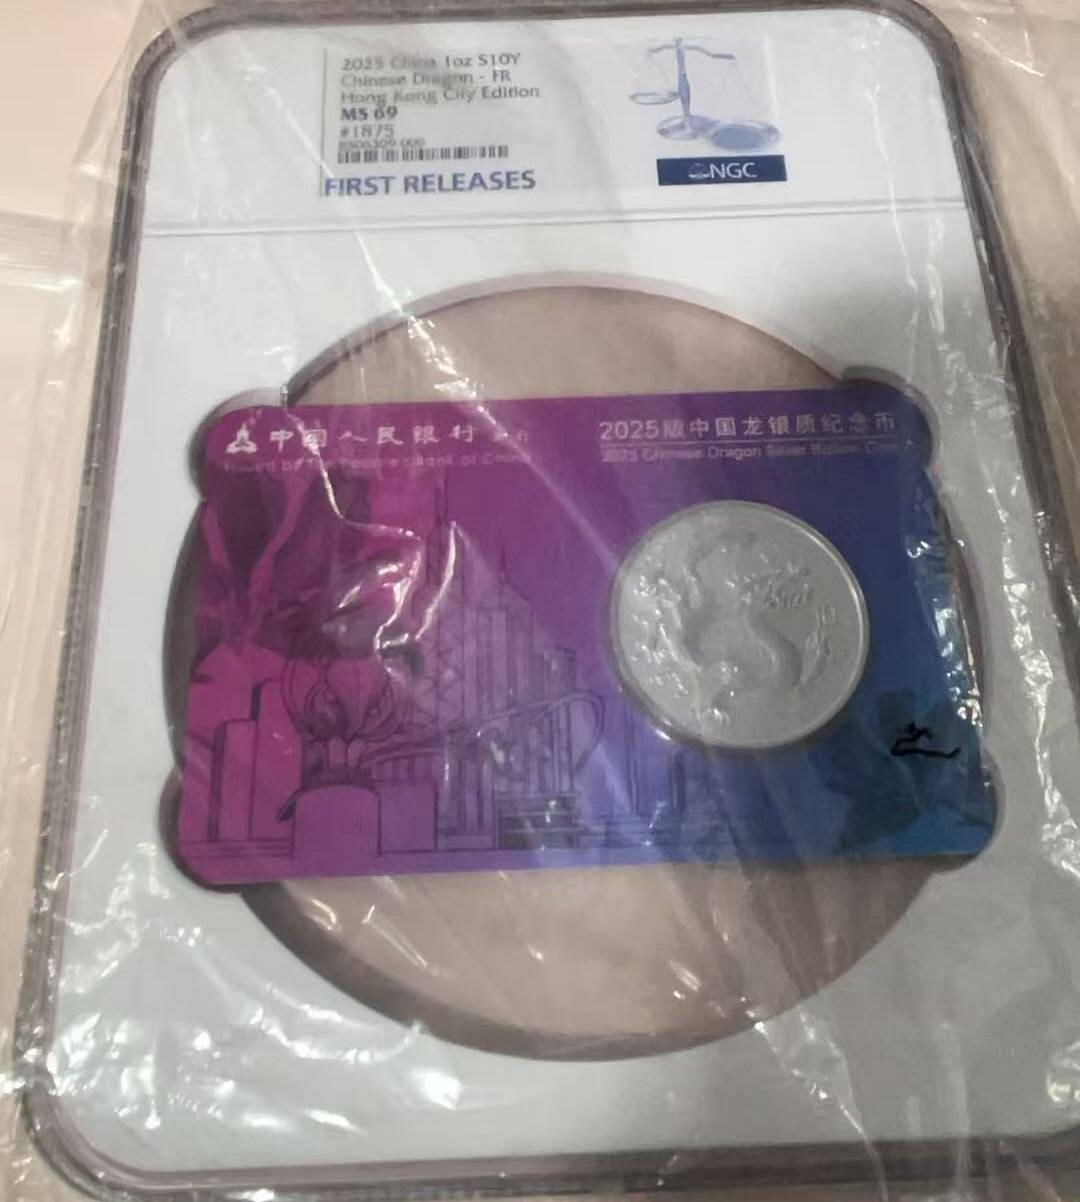 2025 China 1oz S10Y
Chinese Dragon - FR
Hong Kong City Edition
MS 69
#1875
FIRST RELEASES
NGC
中国人民银行
2025版中国龙银质纪念币
2025 Chinese Dragon Silver Bullion Coin